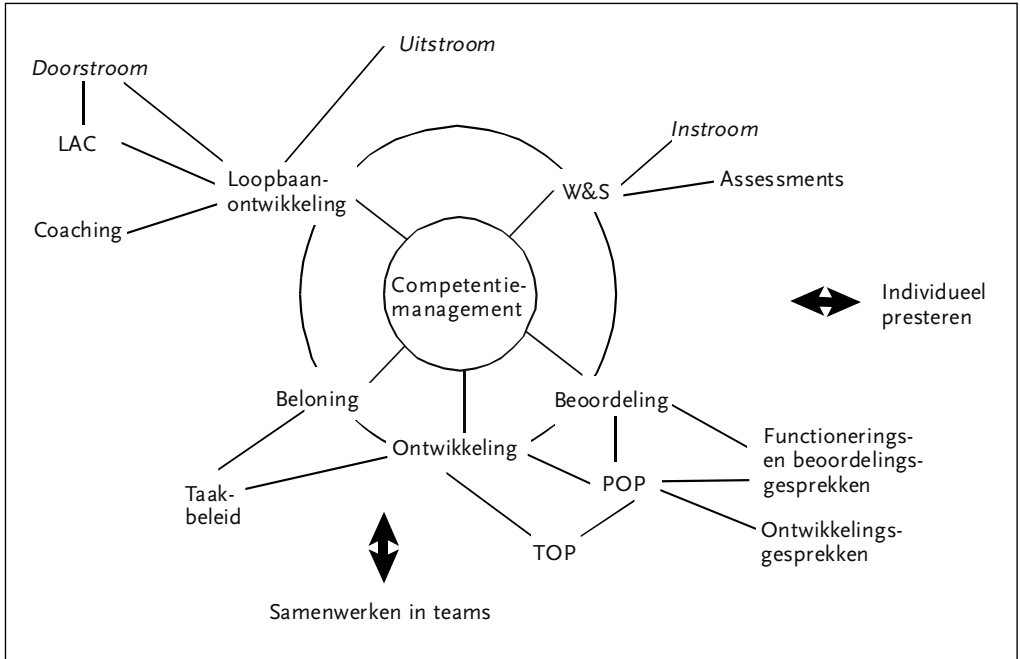 Uitstroom
Doorstroom
Instroom
LAC
Loopbaan-
ontwikkeling
W&S
Assessments
Coaching
Competentie-
management
Individueel
presteren
Beloning
Beoordeling
Ontwikkeling
Functionerings-
en beoordelings-
gesprekken
POP
Taak-
beleid
TOP
Ontwikkelings-
gesprekken
Samenwerken in teams